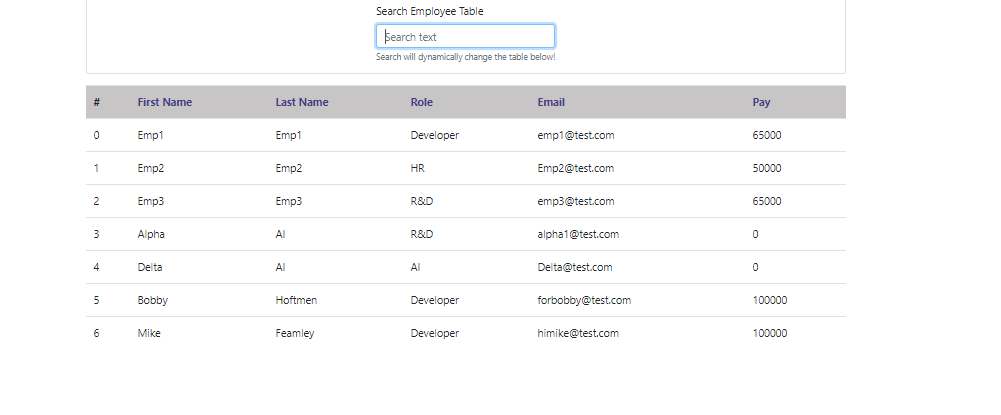 Search Employee Table
Search text
Search will dynamically change the table below!
# First Name Last Name Role Email Pay
0 Emp1 Emp1 Developer emp1@test.com 65000
1 Emp2 Emp2 HR Emp2@test.com 50000
2 Emp3 Emp3 R&D emp3@test.com 65000
3 Alpha AI R&D alpha1@test.com 0
4 Delta AI AI Delta@test.com 0
5 Bobby Hoftmen Developer forbobby@test.com 100000
6 Mike Feamley Developer himike@test.com 100000